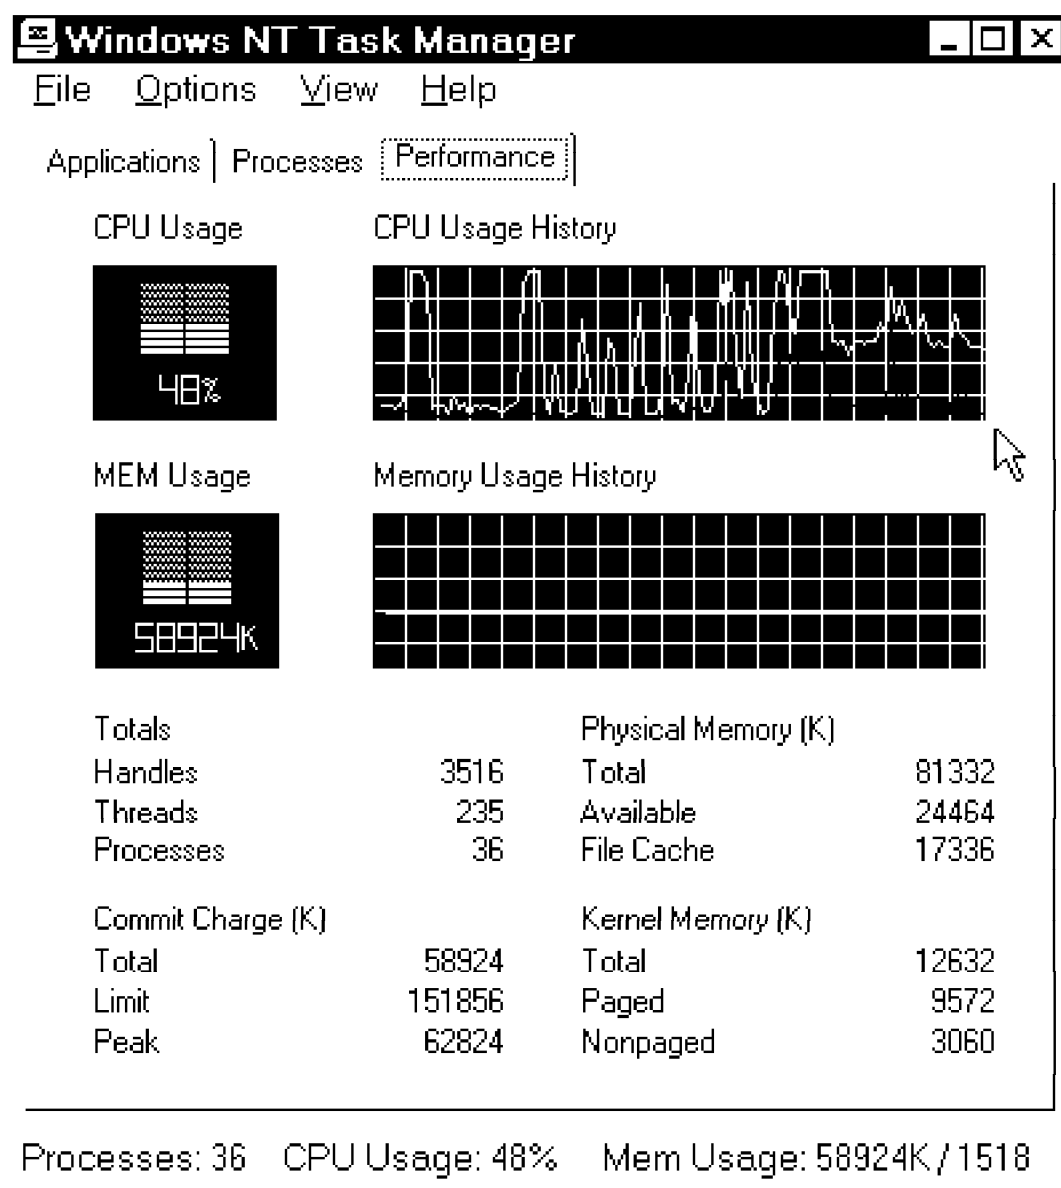 Windows NT Task Manager
File Options View Help
Applications Processes Performance
CPU Usage CPU Usage History
48%
MEM Usage Memory Usage History
58924K
Totals Physical Memory (K)
Handles 3516 Total 81332
Threads 235 Available 24464
Processes 36 File Cache 17336
Commit Charge (K) Kernel Memory (K)
Total 58924 Total 12632
Limit 151856 Paged 9572
Peak 62824 Nonpaged 3060
Processes: 36 CPU Usage: 48% Mem Usage: 58924K / 1518